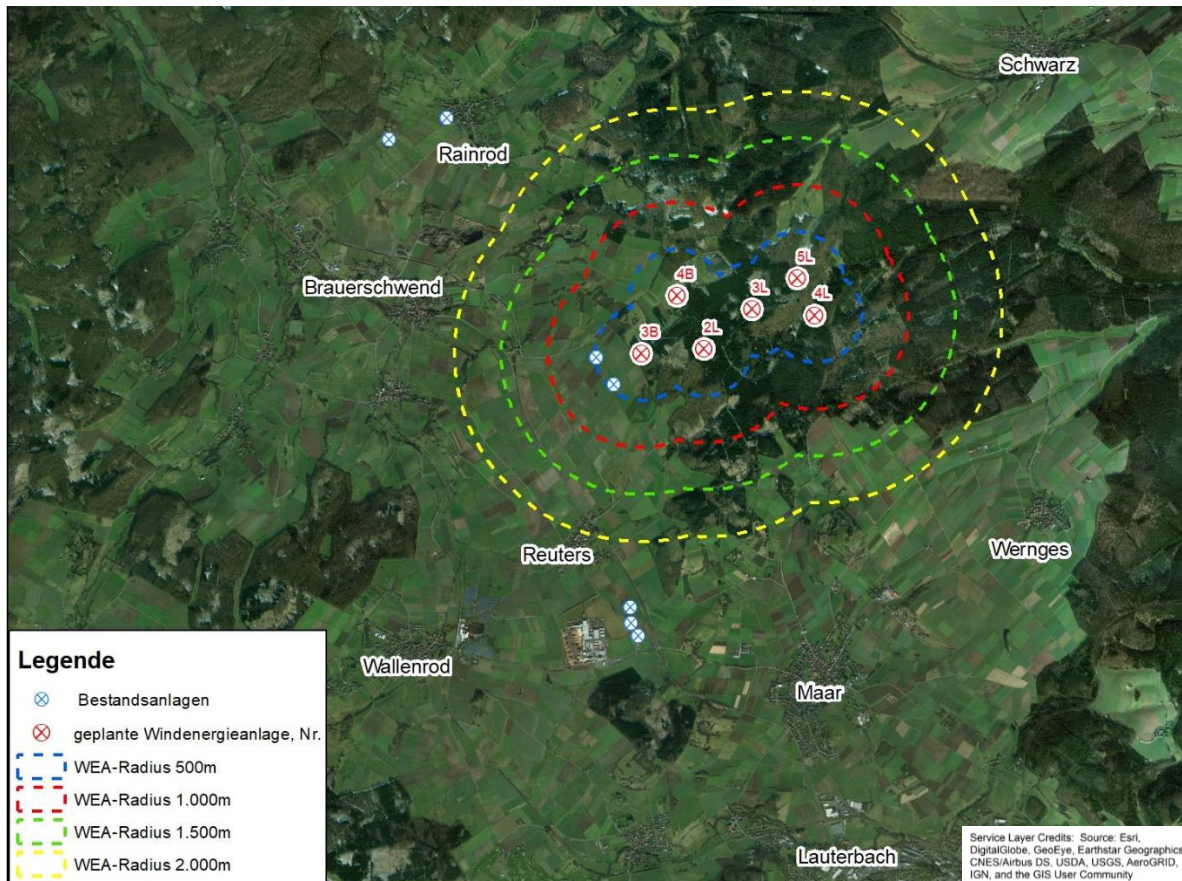 Schwarz
Rainrod
Brauerschwend
5L
4B
3L
4L
3B
2L
Reuters
Wernges
Wallenrod
Maar
Lauterbach
Legende
Bestandsanlagen
geplante Windenergieanlage, Nr.
WEA-Radius 500m
WEA-Radius 1.000m
WEA-Radius 1.500m
WEA-Radius 2.000m
Service Layer Credits: Source: Esri,
DigitalGlobe, GeoEye, Earthstar Geographics,
CNES/Airbus DS, USDA, USGS, AeroGRID,
IGN, and the GIS User Community